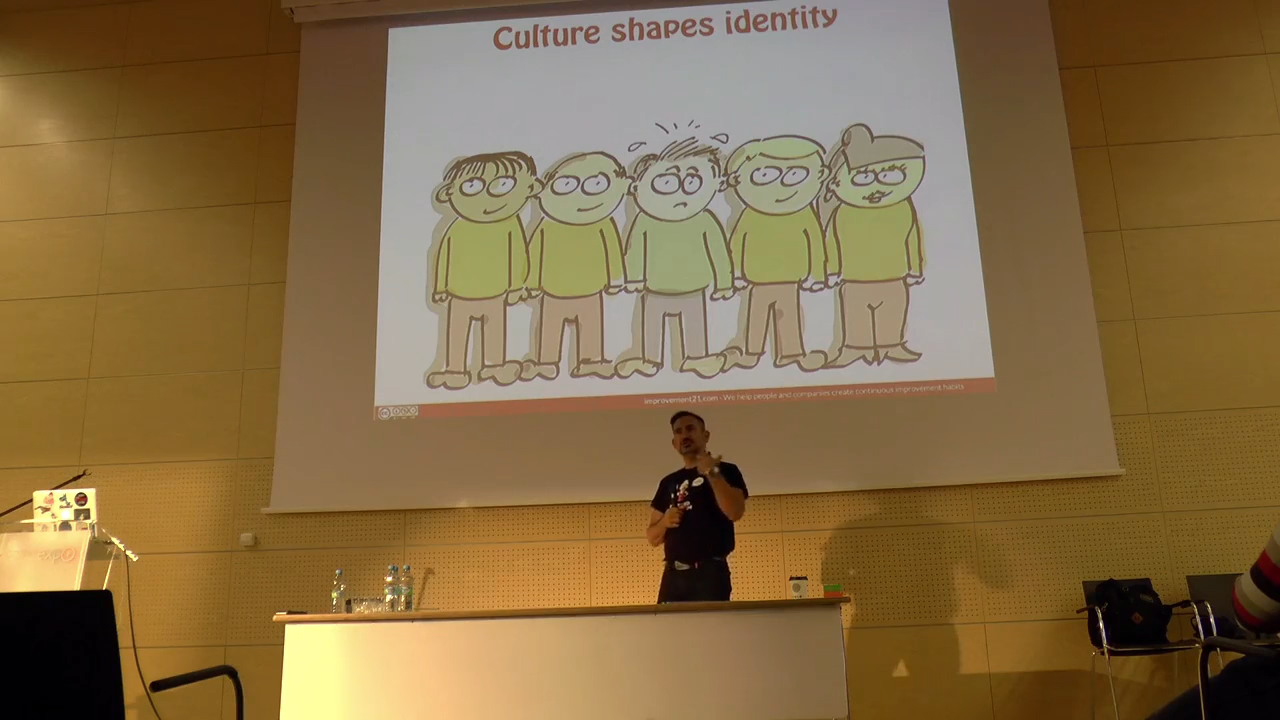 Culture shapes identity
improvement21.com - We help people and companies create continuous improvement habits